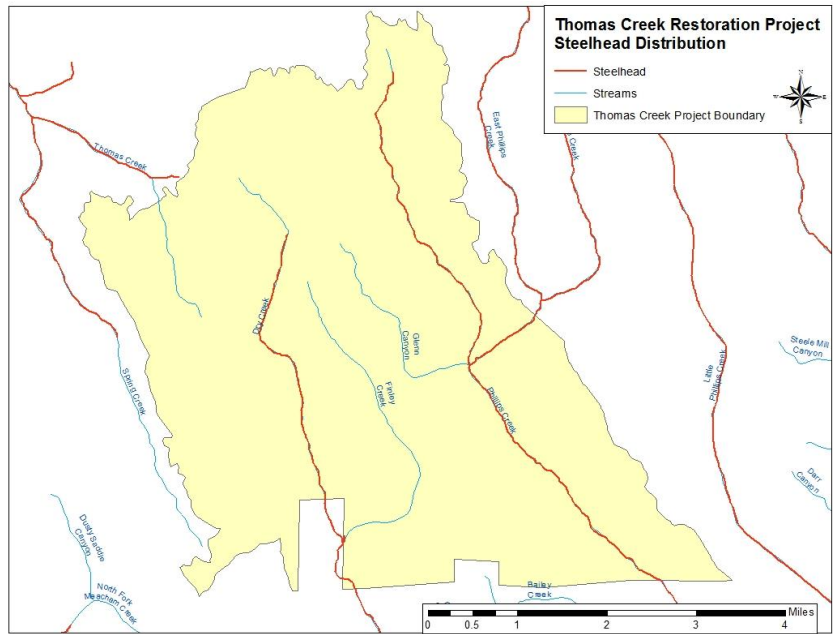 Thomas Creek Restoration Project
Steelhead Distribution
Steelhead
Streams
Thomas Creek Project Boundary
N
W
E
S
Thomas Creek
East Phillips
Creek
Creek
Dry Creek
Glenn
Canyon
Finley
Creek
Phillips Creek
Little
Phillips Creek
Steele Mill
Canyon
Darr
Canyon
Spring Creek
Dusty Saddle
Canyon
North Fork
Meacham Creek
Bailey
Creek
0 0.5 1 2 3 4
Miles